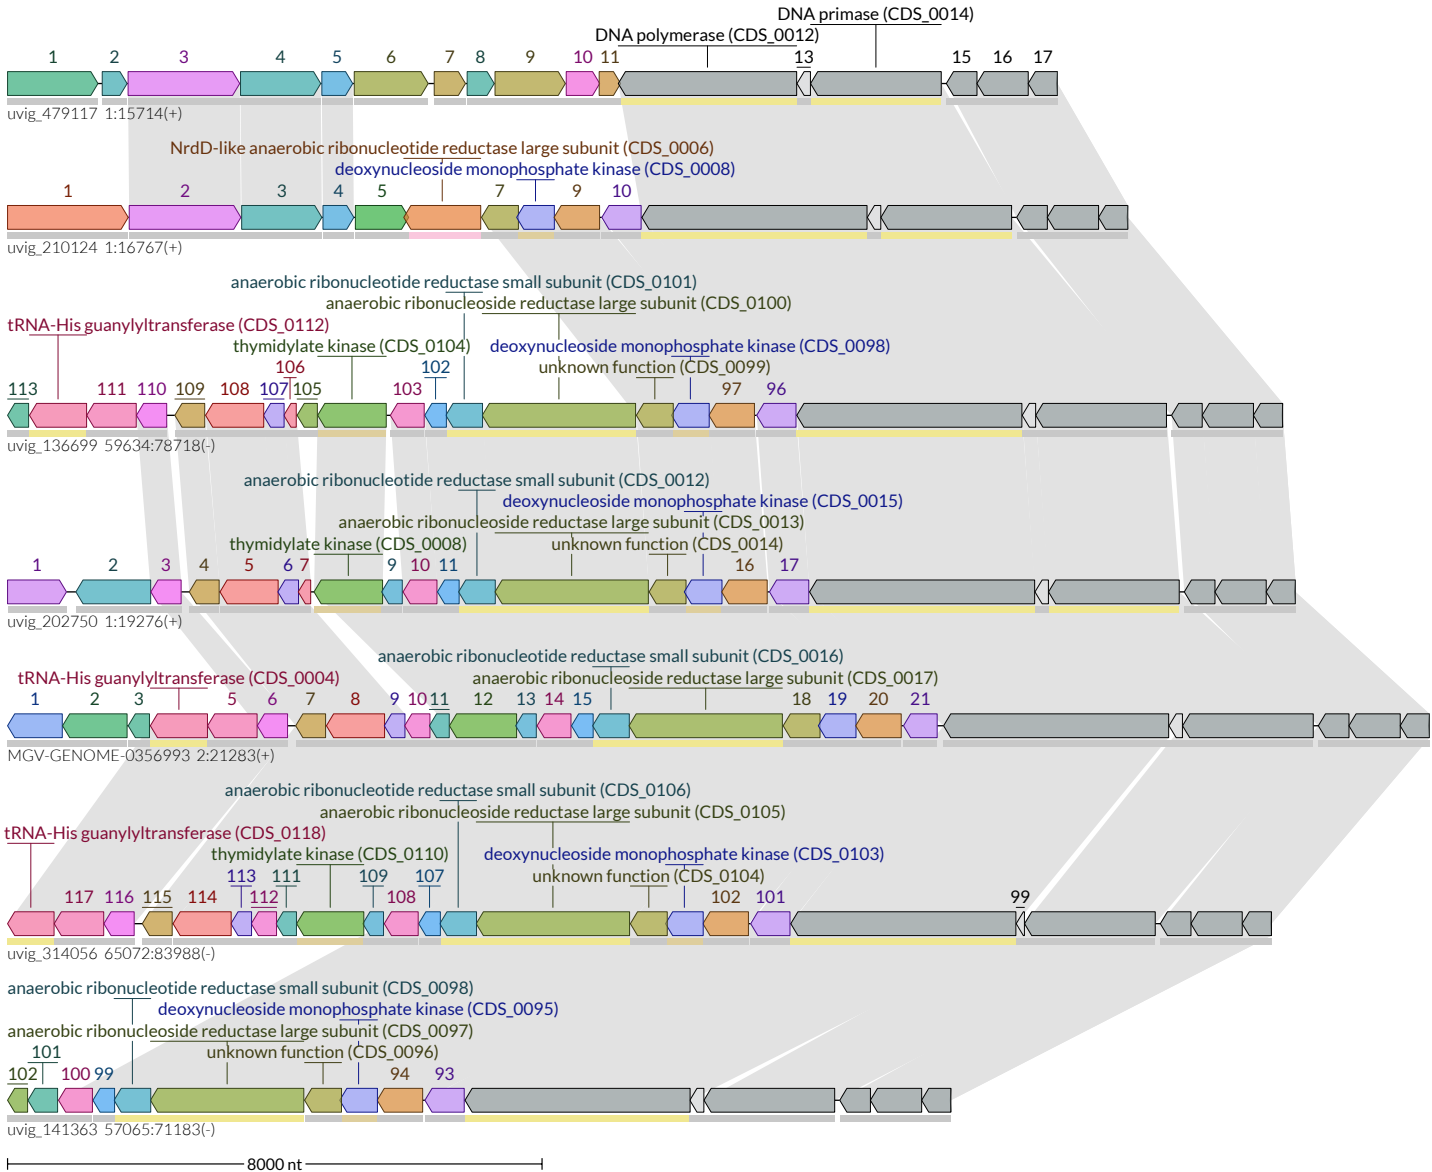 DNA primase (CDS_0014)
DNA polymerase (CDS_0012)
1 2 3 4 5 6 7 8 9 10 11 13 15 16 17
uvig_479117 1:15714(+)
NrdD-like anaerobic ribonucleotide reductase large subunit (CDS_0006)
deoxynucleoside monophosphate kinase (CDS_0008)
1 2 3 4 5 7 9 10
uvig_210124 1:16767(+)
anaerobic ribonucleotide reductase small subunit (CDS_0101)
anaerobic ribonucleoside reductase large subunit (CDS_0100)
tRNA-His guanylyltransferase (CDS_0112)
thymidylate kinase (CDS_0104) deoxynucleoside monophosphate kinase (CDS_0098)
106 102 unknown function (CDS_0099)
113 111 110 109 108 107 105 103 97 96
uvig_136699 59634:78718(-)
anaerobic ribonucleotide reductase small subunit (CDS_0012)
deoxynucleoside monophosphate kinase (CDS_0015)
anaerobic ribonucleoside reductase large subunit (CDS_0013)
thymidylate kinase (CDS_0008) unknown function (CDS_0014)
1 2 3 4 5 6 7 9 10 11 16 17
uvig_202750 1:19276(+)
anaerobic ribonucleotide reductase small subunit (CDS_0016)
tRNA-His guanylyltransferase (CDS_0004) anaerobic ribonucleoside reductase large subunit (CDS_0017)
1 2 3 5 6 7 8 9 10 11 12 13 14 15 18 19 20 21
MGV-GENOME-0356993 2:21283(+)
anaerobic ribonucleotide reductase small subunit (CDS_0106)
anaerobic ribonucleoside reductase large subunit (CDS_0105)
tRNA-His guanylyltransferase (CDS_0118)
thymidylate kinase (CDS_0110) deoxynucleoside monophosphate kinase (CDS_0103)
113 111 109 107 unknown function (CDS_0104)
117 116 115 114 112 108 102 101 99
uvig_314056 65072:83988(-)
anaerobic ribonucleotide reductase small subunit (CDS_0098)
deoxynucleoside monophosphate kinase (CDS_0095)
anaerobic ribonucleoside reductase large subunit (CDS_0097)
101 unknown function (CDS_0096)
102 100 99 94 93
uvig_141363 57065:71183(-)
8000 nt